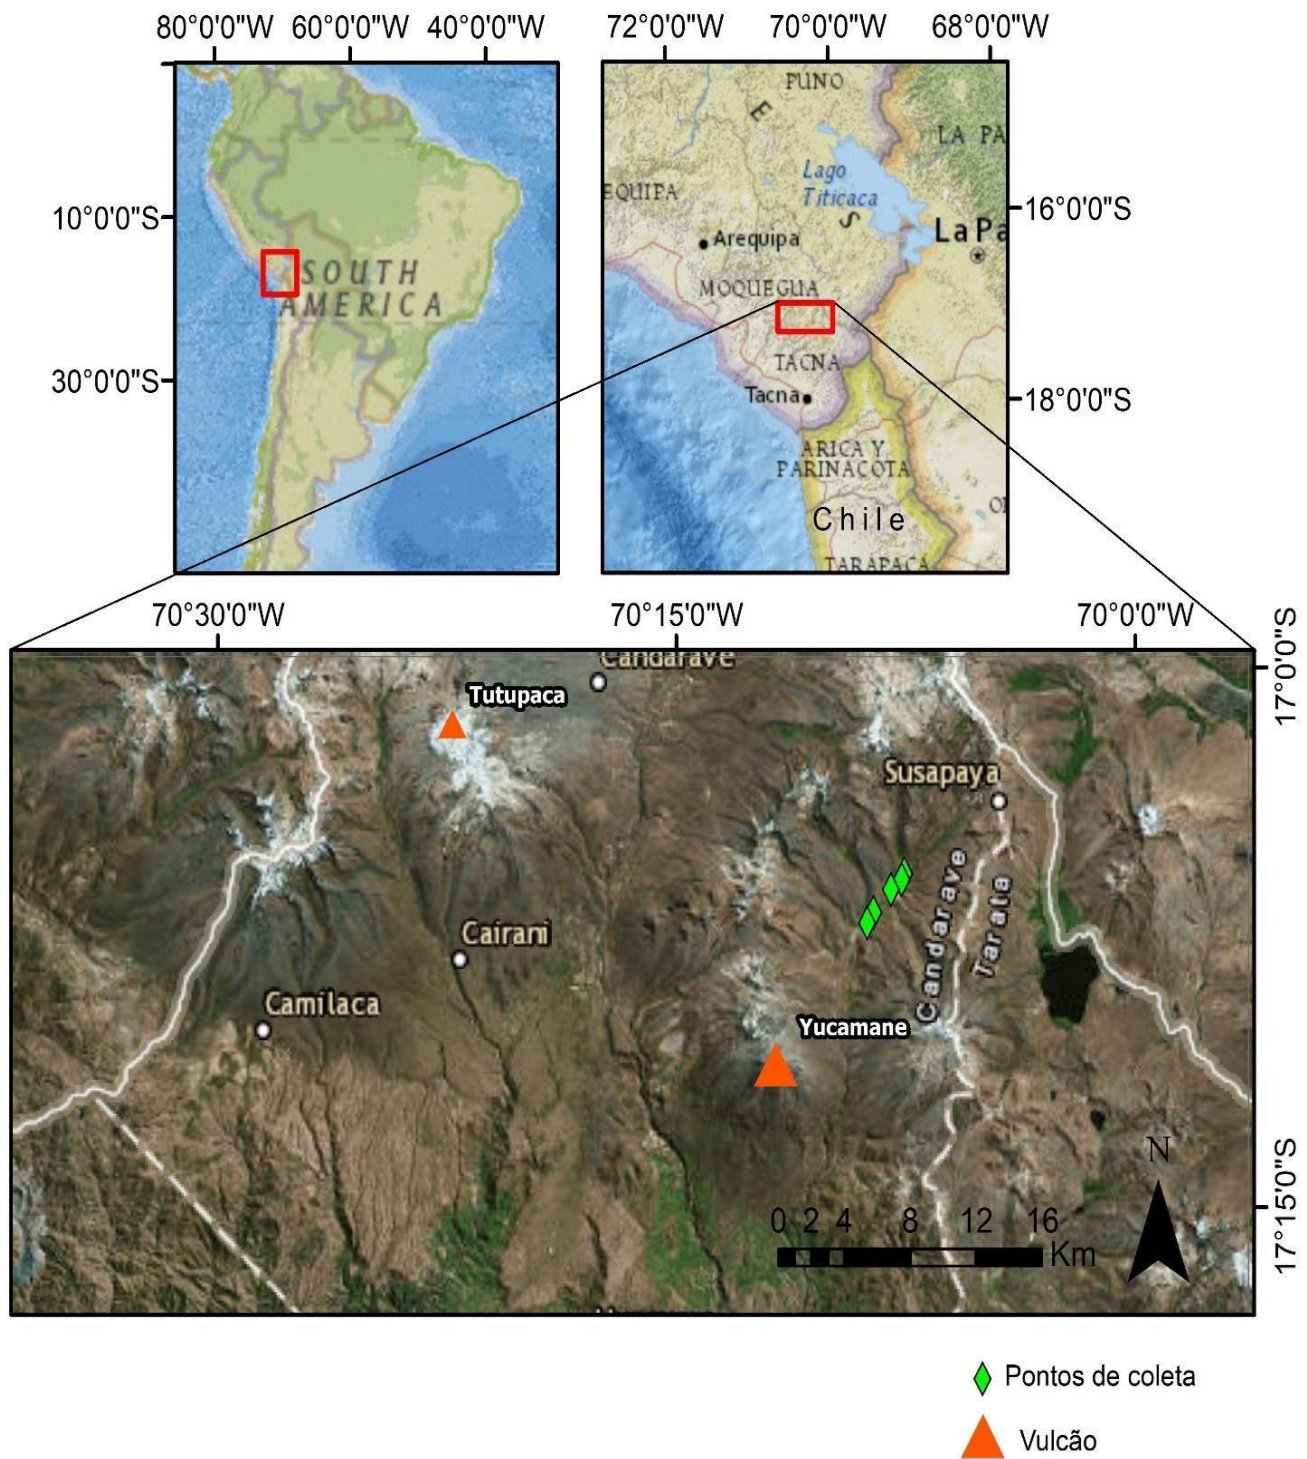 80°0'0"W 60°0'0"W 40°0'0"W
72°0'0"W 70°0'0"W 68°0'0"W
10°0'0"S
30°0'0"S
SOUTH
AMERICA
PUNO
E
LA PA
Lago
Titicaca
EQUIPA
S
Arequipa
La Pa
MOQUEGUA
TACNA
Tacna
ARICA Y
PARINACOTA
Chile
TARAPACÁ
16°0'0"S
18°0'0"S
70°30'0"W 70°15'0"W 70°0'0"W
17°0'0"S
17°15'0"S
Candarave
Tutupaca
Susapaya
Candarave
Tarata
Cairani
Camilaca
Yucamane
N
0 2 4 8 12 16
Km
Pontos de coleta
Vulcão